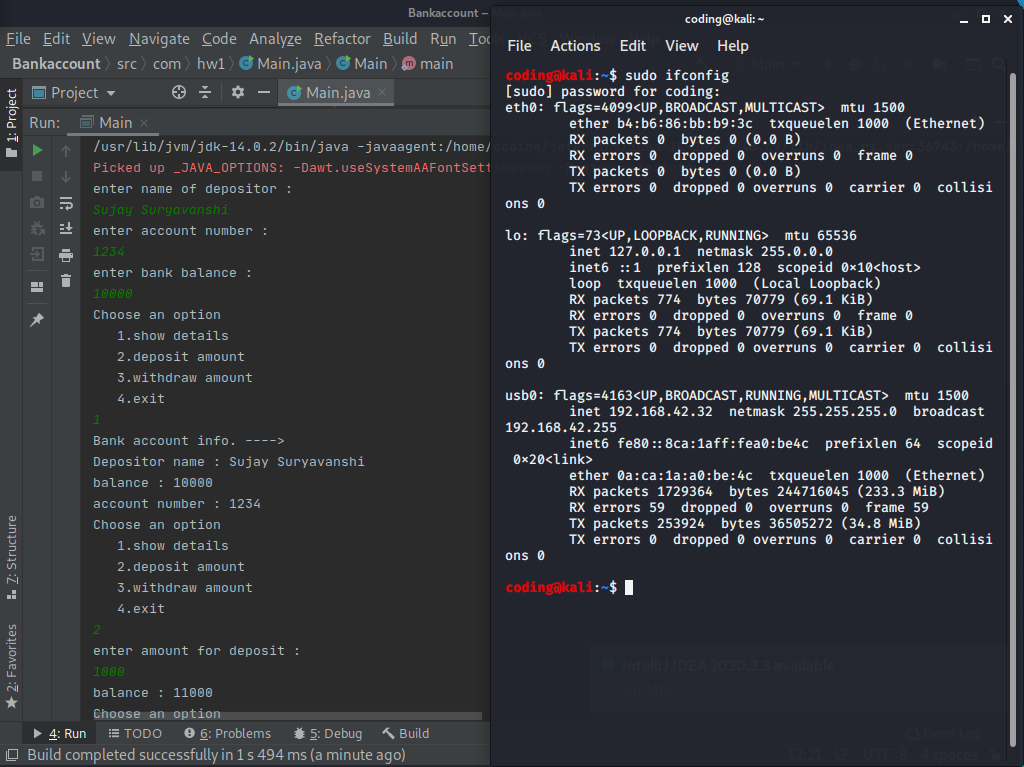 Bankaccount – Main.java
File Edit View Navigate Code Analyze Refactor Build Run Tools
Bankaccount src com hw1 Main.java Main main
Project
Main.java
1: Project
Run: Main
/usr/lib/jvm/jdk-14.0.2/bin/java -javaagent:/home/
Picked up _JAVA_OPTIONS: -Dawt.useSystemAAFontSettings
enter name of depositor :
Sujay Suryavanshi
enter account number :
1234
enter bank balance :
10000
Choose an option
1.show details
2.deposit amount
3.withdraw amount
4.exit
1
Bank account info. ---->
Depositor name : Sujay Suryavanshi
balance : 10000
account number : 1234
Choose an option
1.show details
2.deposit amount
3.withdraw amount
4.exit
2
enter amount for deposit :
1000
balance : 11000
Choose an option
7: Structure
2: Favorites
4: Run TODO 6: Problems 5: Debug Build
Build completed successfully in 1 s 494 ms (a minute ago)
coding@kali: ~
File Actions Edit View Help
coding@kali:~$ sudo ifconfig
[sudo] password for coding:
eth0: flags=4099<UP,BROADCAST,MULTICAST> mtu 1500
ether b4:b6:86:bb:b9:3c txqueuelen 1000 (Ethernet)
RX packets 0 bytes 0 (0.0 B)
RX errors 0 dropped 0 overruns 0 frame 0
TX packets 0 bytes 0 (0.0 B)
TX errors 0 dropped 0 overruns 0 carrier 0 collisi
ons 0
lo: flags=73<UP,LOOPBACK,RUNNING> mtu 65536
inet 127.0.0.1 netmask 255.0.0.0
inet6 ::1 prefixlen 128 scopeid 0×10<host>
loop txqueuelen 1000 (Local Loopback)
RX packets 774 bytes 70779 (69.1 KiB)
RX errors 0 dropped 0 overruns 0 frame 0
TX packets 774 bytes 70779 (69.1 KiB)
TX errors 0 dropped 0 overruns 0 carrier 0 collisi
ons 0
usb0: flags=4163<UP,BROADCAST,RUNNING,MULTICAST> mtu 1500
inet 192.168.42.32 netmask 255.255.255.0 broadcast
192.168.42.255
inet6 fe80::8ca:1aff:fea0:be4c prefixlen 64 scopeid
0×20<link>
ether 0a:ca:1a:a0:be:4c txqueuelen 1000 (Ethernet)
RX packets 1729364 bytes 244716045 (233.3 MiB)
RX errors 59 dropped 0 overruns 0 frame 59
TX packets 253924 bytes 36505272 (34.8 MiB)
TX errors 0 dropped 0 overruns 0 carrier 0 collisi
ons 0
coding@kali:~$
IntelliJ IDEA 2020.2.3 available
Update...
Event Log
12:21 LF UTF-8 4 spaces